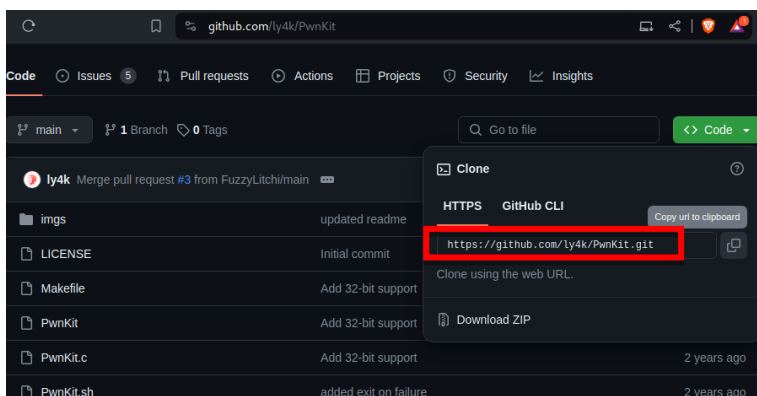 github.com/ly4k/PwnKit
Code Issues 5 Pull requests Actions Projects Security Insights
main 1 Branch 0 Tags Go to file Code
ly4k Merge pull request #3 from FuzzyLitchi/main
Clone
HTTPS GitHub CLI
Copy url to clipboard
https://github.com/ly4k/PwnKit.git
Clone using the web URL.
Download ZIP
imgs updated readme
LICENSE Initial commit
Makefile Add 32-bit support
PwnKit Add 32-bit support
PwnKit.c Add 32-bit support 2 years ago
PwnKit.sh added exit on failure 2 years ago